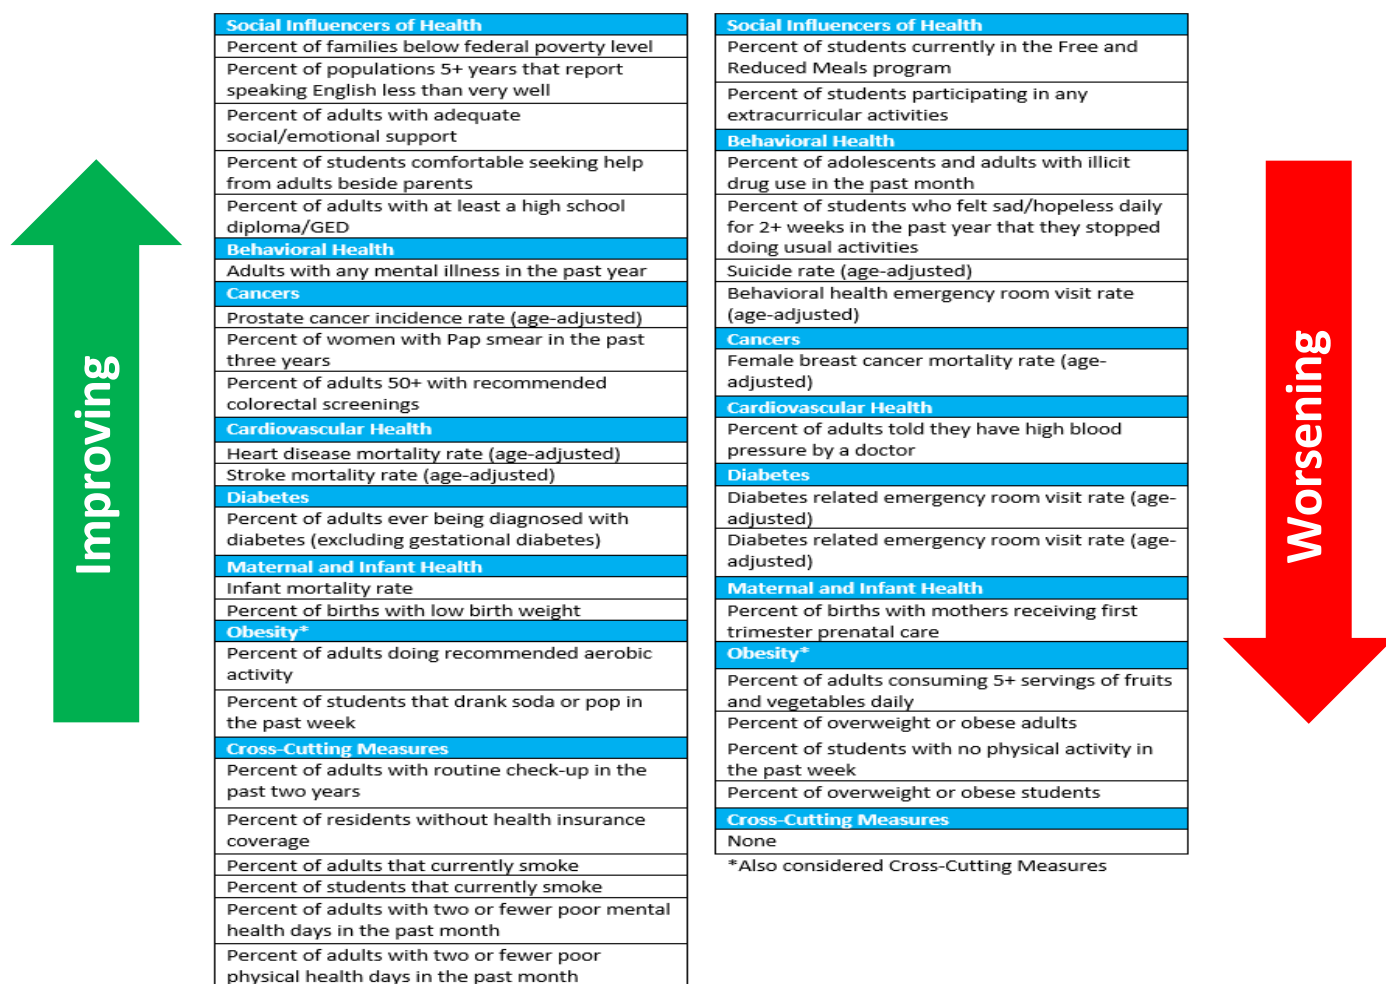 Improving
Social Influencers of Health
Percent of families below federal poverty level
Percent of populations 5+ years that report
speaking English less than very well
Percent of adults with adequate
social/emotional support
Percent of students comfortable seeking help
from adults beside parents
Percent of adults with at least a high school
diploma/GED
Behavioral Health
Adults with any mental illness in the past year
Cancers
Prostate cancer incidence rate (age-adjusted)
Percent of women with Pap smear in the past
three years
Percent of adults 50+ with recommended
colorectal screenings
Cardiovascular Health
Heart disease mortality rate (age-adjusted)
Stroke mortality rate (age-adjusted)
Diabetes
Percent of adults ever being diagnosed with
diabetes (excluding gestational diabetes)
Maternal and Infant Health
Infant mortality rate
Percent of births with low birth weight
Obesity*
Percent of adults doing recommended aerobic
activity
Percent of students that drank soda or pop in
the past week
Cross-Cutting Measures
Percent of adults with routine check-up in the
past two years
Percent of residents without health insurance
coverage
Percent of adults that currently smoke
Percent of students that currently smoke
Percent of adults with two or fewer poor mental
health days in the past month
Percent of adults with two or fewer poor
physical health days in the past month
Social Influencers of Health
Percent of students currently in the Free and
Reduced Meals program
Percent of students participating in any
extracurricular activities
Behavioral Health
Percent of adolescents and adults with illicit
drug use in the past month
Percent of students who felt sad/hopeless daily
for 2+ weeks in the past year that they stopped
doing usual activities
Suicide rate (age-adjusted)
Behavioral health emergency room visit rate
(age-adjusted)
Cancers
Female breast cancer mortality rate (age-
adjusted)
Cardiovascular Health
Percent of adults told they have high blood
pressure by a doctor
Diabetes
Diabetes related emergency room visit rate (age-
adjusted)
Diabetes related emergency room visit rate (age-
adjusted)
Maternal and Infant Health
Percent of births with mothers receiving first
trimester prenatal care
Obesity*
Percent of adults consuming 5+ servings of fruits
and vegetables daily
Percent of overweight or obese adults
Percent of students with no physical activity in
the past week
Percent of overweight or obese students
Cross-Cutting Measures
None
*Also considered Cross-Cutting Measures
Worsening